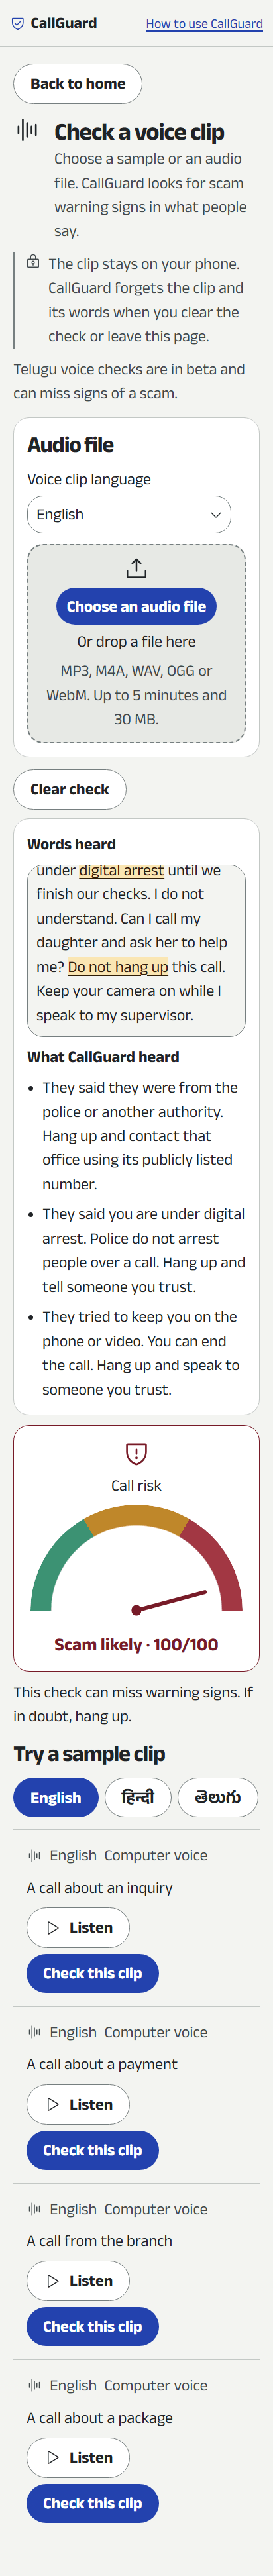 CallGuard
How to use CallGuard
Back to home
Check a voice clip
Choose a sample or an audio
file. CallGuard looks for scam
warning signs in what people
say.
The clip stays on your phone.
CallGuard forgets the clip and
its words when you clear the
check or leave this page.
Telugu voice checks are in beta and
can miss signs of a scam.
Audio file
Voice clip language
English
Choose an audio file
Or drop a file here
MP3, M4A, WAV, OGG or
WebM. Up to 5 minutes and
30 MB.
Clear check
Words heard
under digital arrest until we
finish our checks. I do not
understand. Can I call my
daughter and ask her to help
me? Do not hang up this call.
Keep your camera on while I
speak to my supervisor.
What CallGuard heard
• They said they were from the
police or another authority.
Hang up and contact that
office using its publicly listed
number.
• They said you are under digital
arrest. Police do not arrest
people over a call. Hang up and
tell someone you trust.
• They tried to keep you on the
phone or video. You can end
the call. Hang up and speak to
someone you trust.
Call risk
Scam likely · 100/100
This check can miss warning signs. If
in doubt, hang up.
Try a sample clip
English हिन्दी తెలుగు
English Computer voice
A call about an inquiry
Listen
Check this clip
English Computer voice
A call about a payment
Listen
Check this clip
English Computer voice
A call from the branch
Listen
Check this clip
English Computer voice
A call about a package
Listen
Check this clip